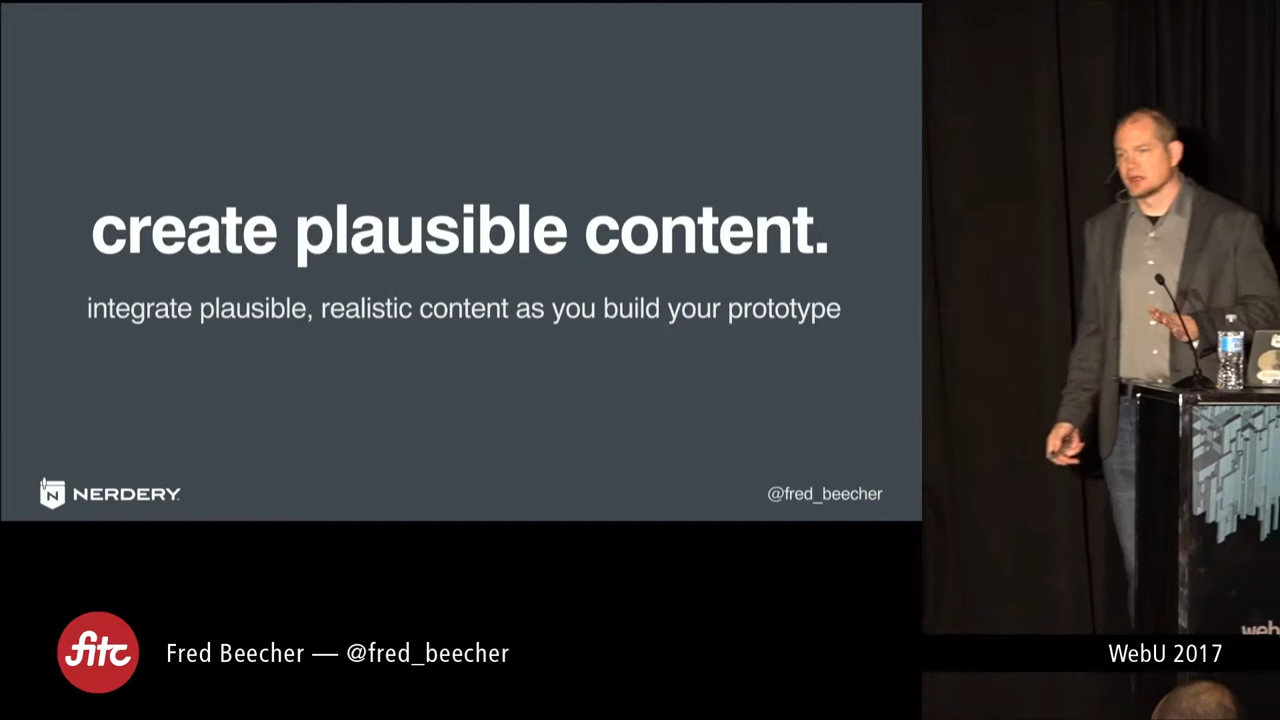 create plausible content.
integrate plausible, realistic content as you build your prototype
N NERDERY
@fred_beecher
fitc
Fred Beecher — @fred_beecher
WebU 2017
web